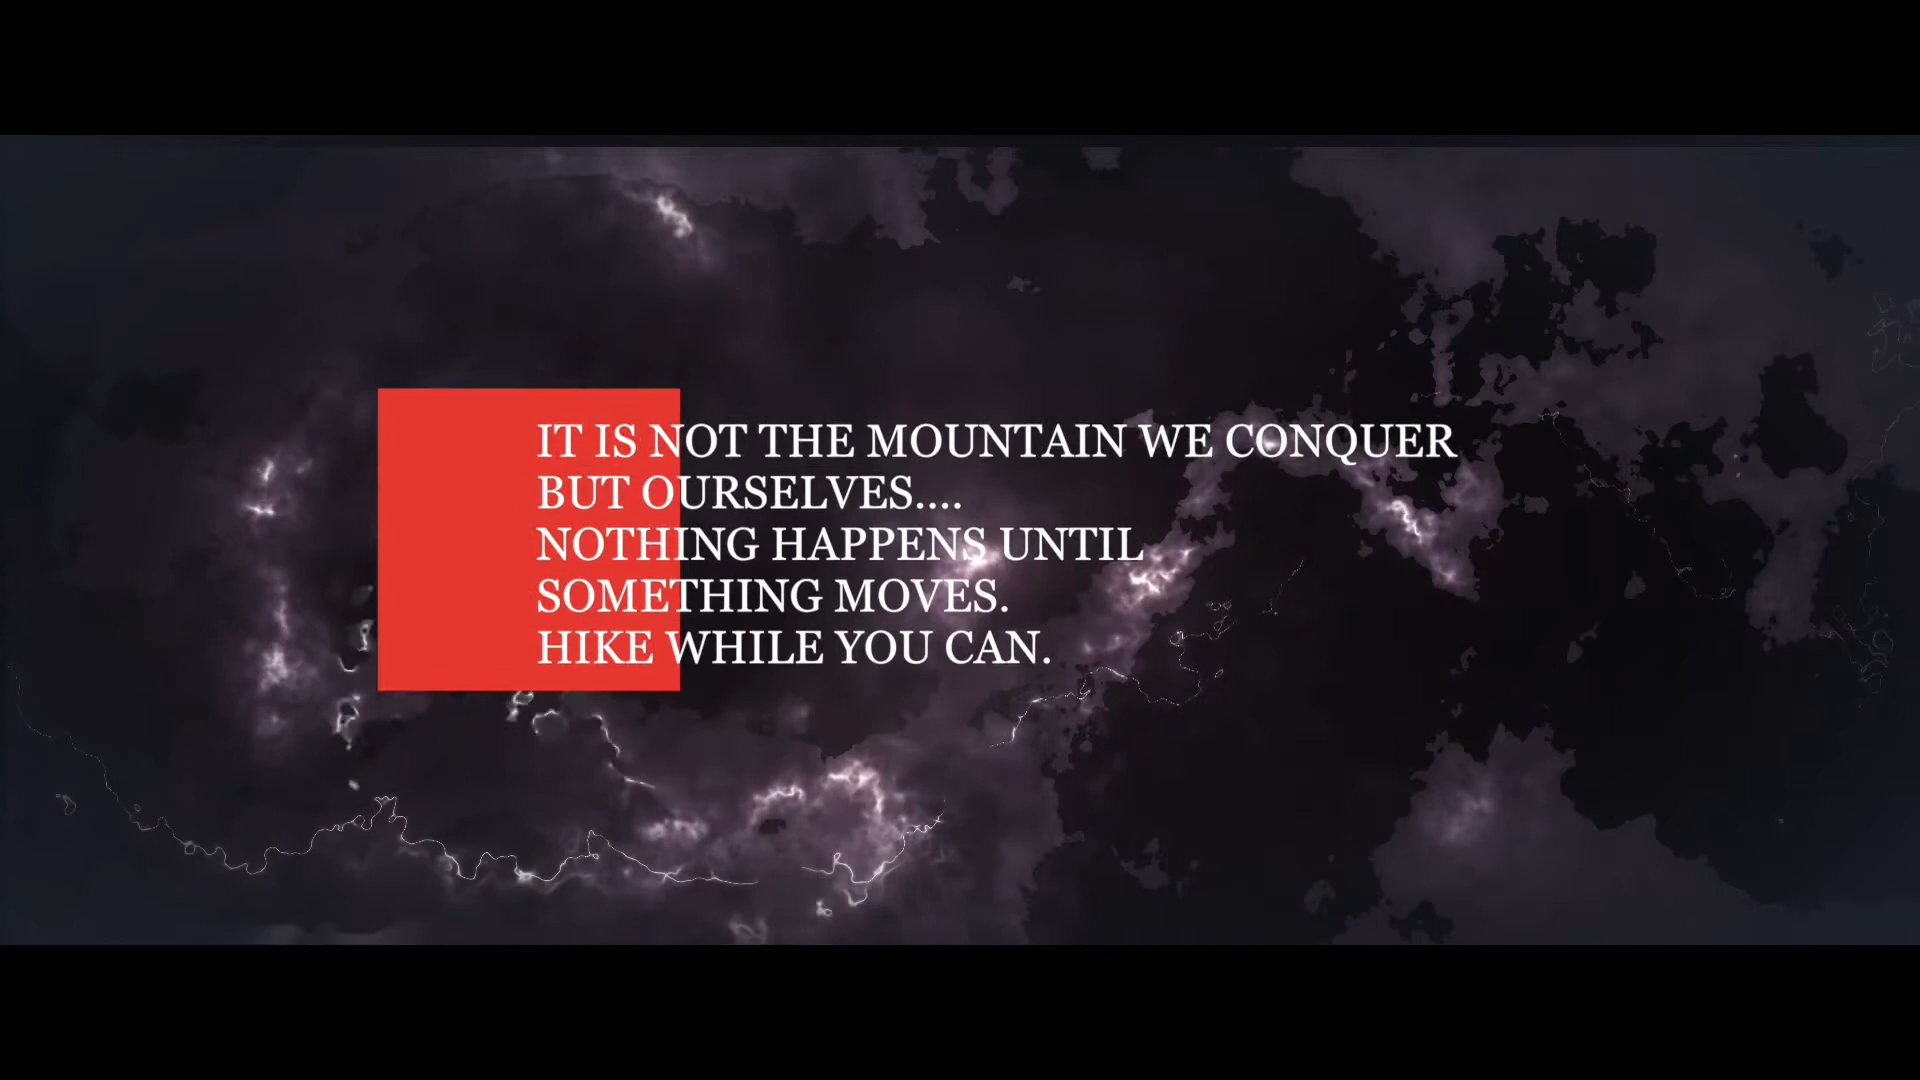 IT IS NOT THE MOUNTAIN WE CONQUER
BUT OURSELVES....
NOTHING HAPPENS UNTIL
SOMETHING MOVES.
HIKE WHILE YOU CAN.